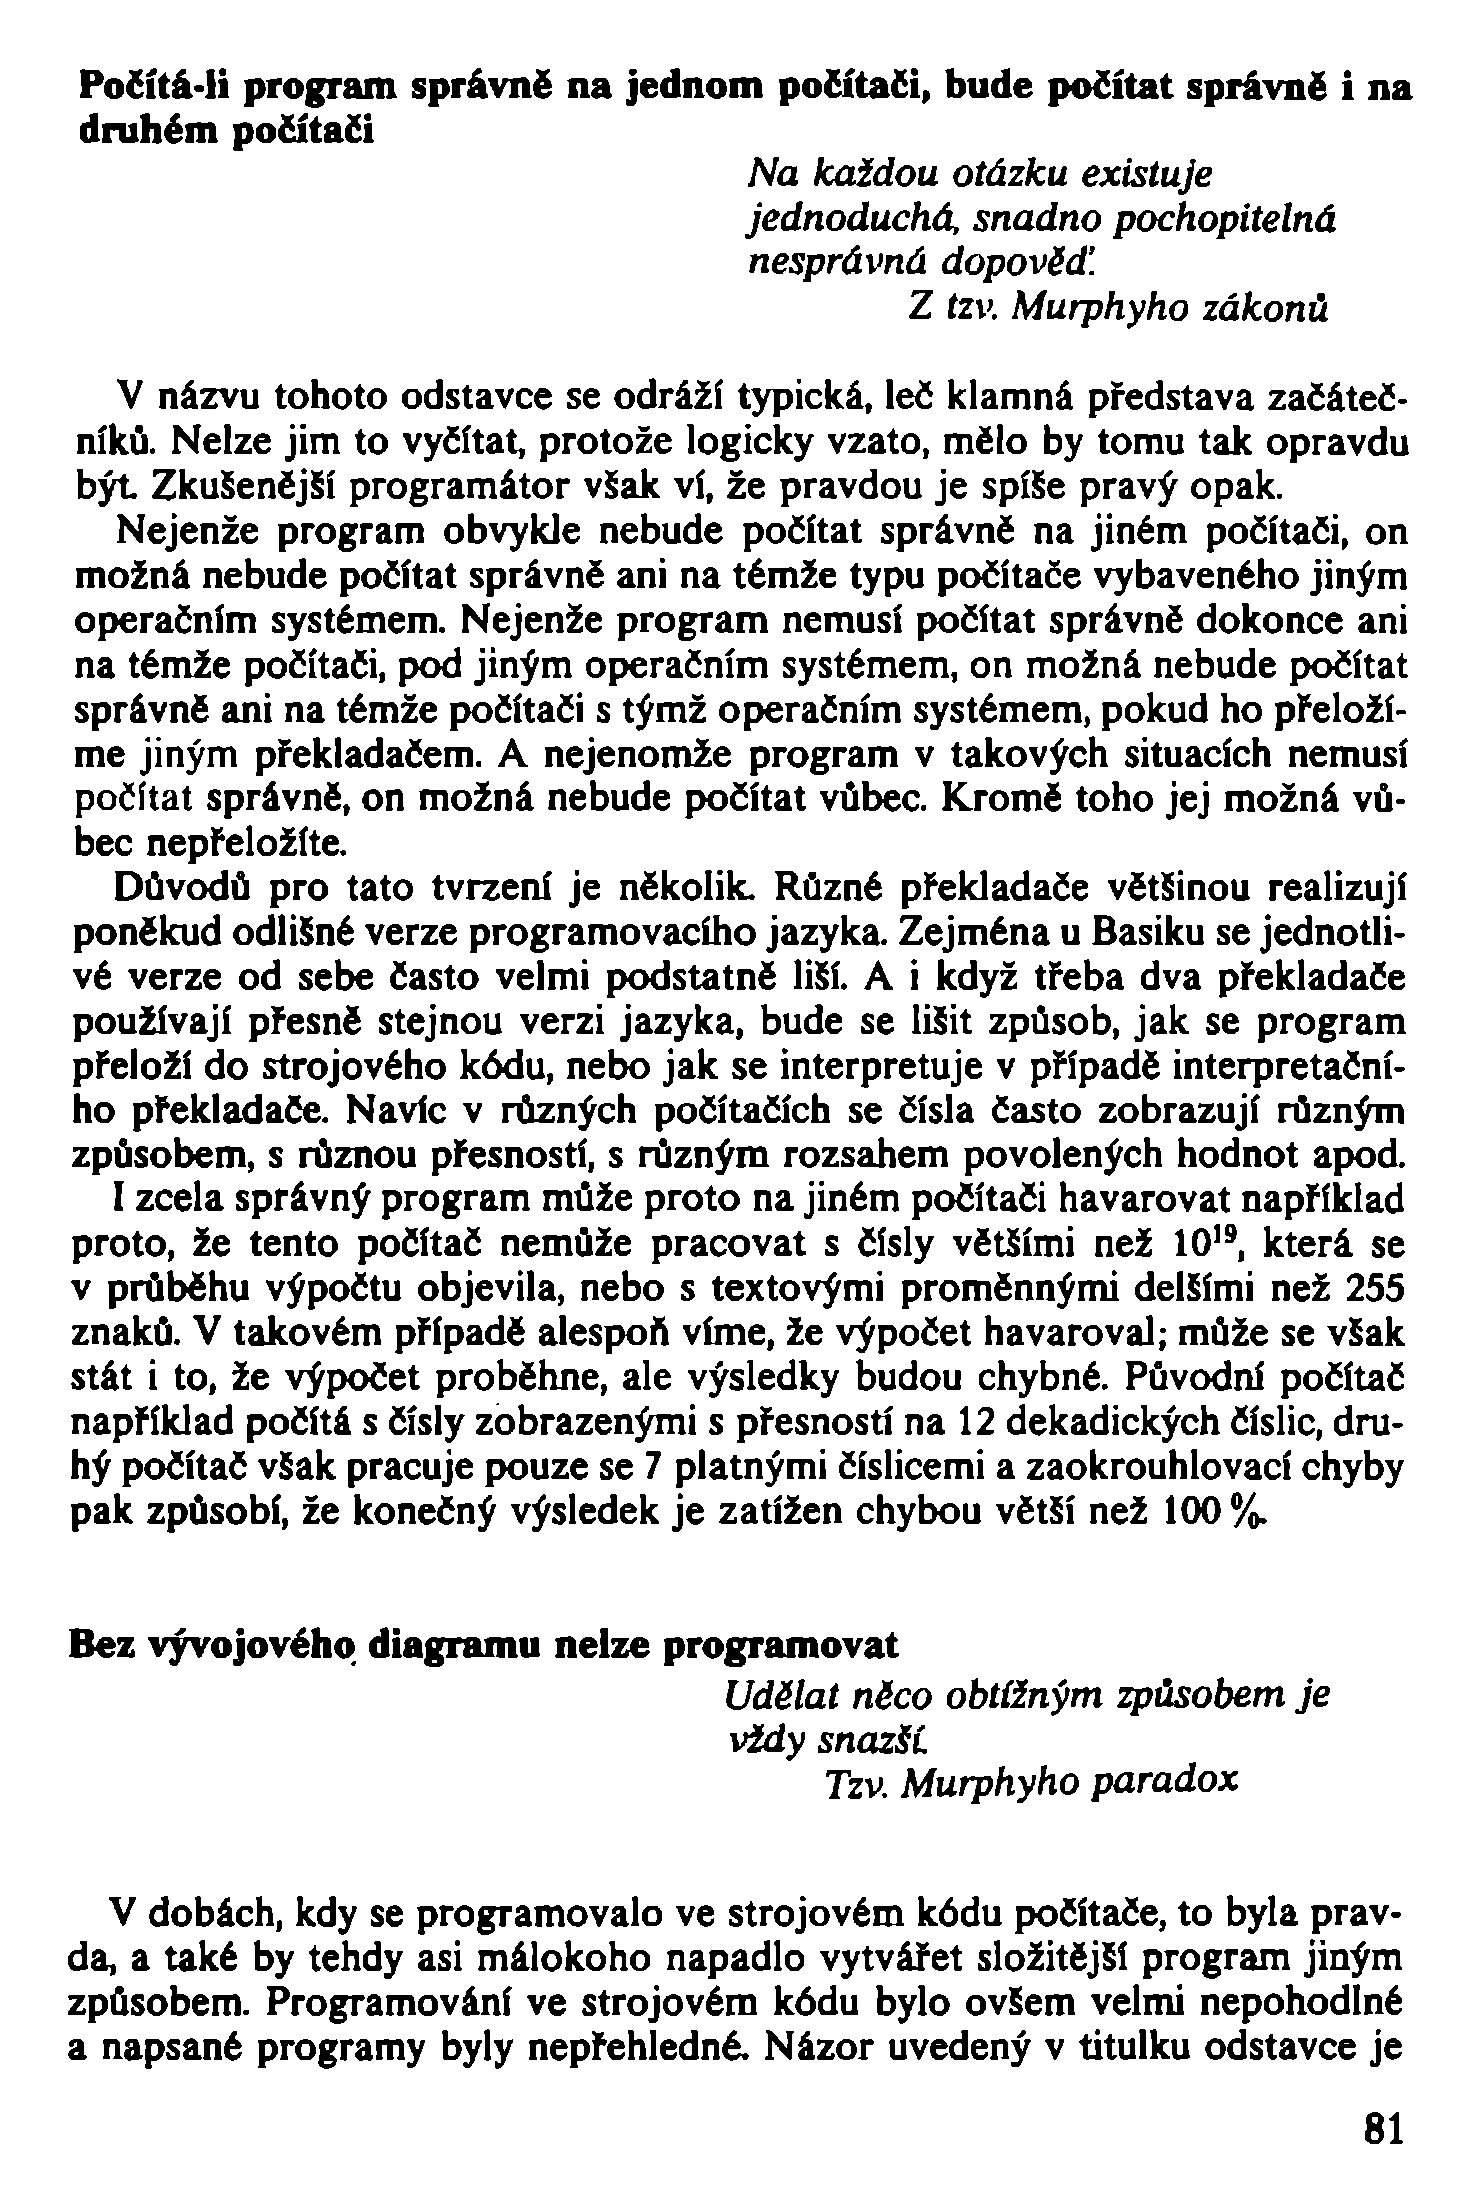 Počítá-li program správně na jednom počítači, bude počítat správně i na
druhém počítači
Na každou otázku existuje
jednoduchá, snadno pochopitelná
nesprávná dopověď.
Z tzv. Murphyho zákonů
V názvu tohoto odstavce se odráží typická, leč klamná představa začáteč-
níků. Nelze jim to vyčítat, protože logicky vzato, mělo by tomu tak opravdu
být. Zkušenější programátor však ví, že pravdou je spíše pravý opak.
Nejenže program obvykle nebude počítat správně na jiném počítači, on
možná nebude počítat správně ani na témže typu počítače vybaveného jiným
operačním systémem. Nejenže program nemusí počítat správně dokonce ani
na témže počítači, pod jiným operačním systémem, on možná nebude počítat
správně ani na témže počítači s týmž operačním systémem, pokud ho přeloží-
me jiným překladačem. A nejenomže program v takových situacích nemusí
počítat správně, on možná nebude počítat vůbec. Kromě toho jej možná vů-
bec nepřeložíte.
Důvodů pro tato tvrzení je několik. Různé překladače většinou realizují
poněkud odlišné verze programovacího jazyka. Zejména u Basiku se jednotli-
vé verze od sebe často velmi podstatně liší. A i když třeba dva překladače
používají přesně stejnou verzi jazyka, bude se lišit způsob, jak se program
přeloží do strojového kódu, nebo jak se interpretuje v případě interpretační-
ho překladače. Navíc v různých počítačích se čísla často zobrazují různým
způsobem, s různou přesností, s různým rozsahem povolených hodnot apod.
I zcela správný program může proto na jiném počítači havarovat například
proto, že tento počítač nemůže pracovat s čísly většími než 10¹⁹, která se
v průběhu výpočtu objevila, nebo s textovými proměnnými delšími než 255
znaků. V takovém případě alespoň víme, že výpočet havaroval; může se však
stát i to, že výpočet proběhne, ale výsledky budou chybné. Původní počítač
například počítá s čísly zobrazenými s přesností na 12 dekadických číslic, dru-
hý počítač však pracuje pouze se 7 platnými číslicemi a zaokrouhlovací chyby
pak způsobí, že konečný výsledek je zatížen chybou větší než 100 %.
Bez vývojového diagramu nelze programovat
Udělat něco obtížným způsobem je
vždy snazší.
Tzv. Murphyho paradox
V dobách, kdy se programovalo ve strojovém kódu počítače, to byla prav-
da, a také by tehdy asi málokoho napadlo vytvářet složitější program jiným
způsobem. Programování ve strojovém kódu bylo ovšem velmi nepohodlné
a napsané programy byly nepřehledné. Názor uvedený v titulku odstavce je
81